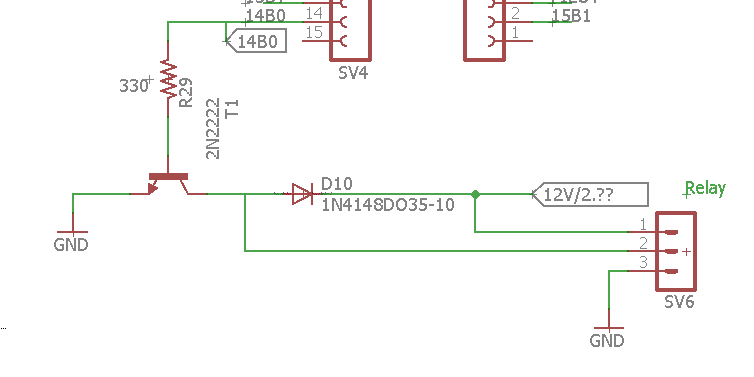 14B0
14
2
15B1
14B0
15
1
SV4
330
R29
2N2222
T1
D10
1N4148DO35-10
12V/2.??
Relay
1
2
3
GND
SV6
GND